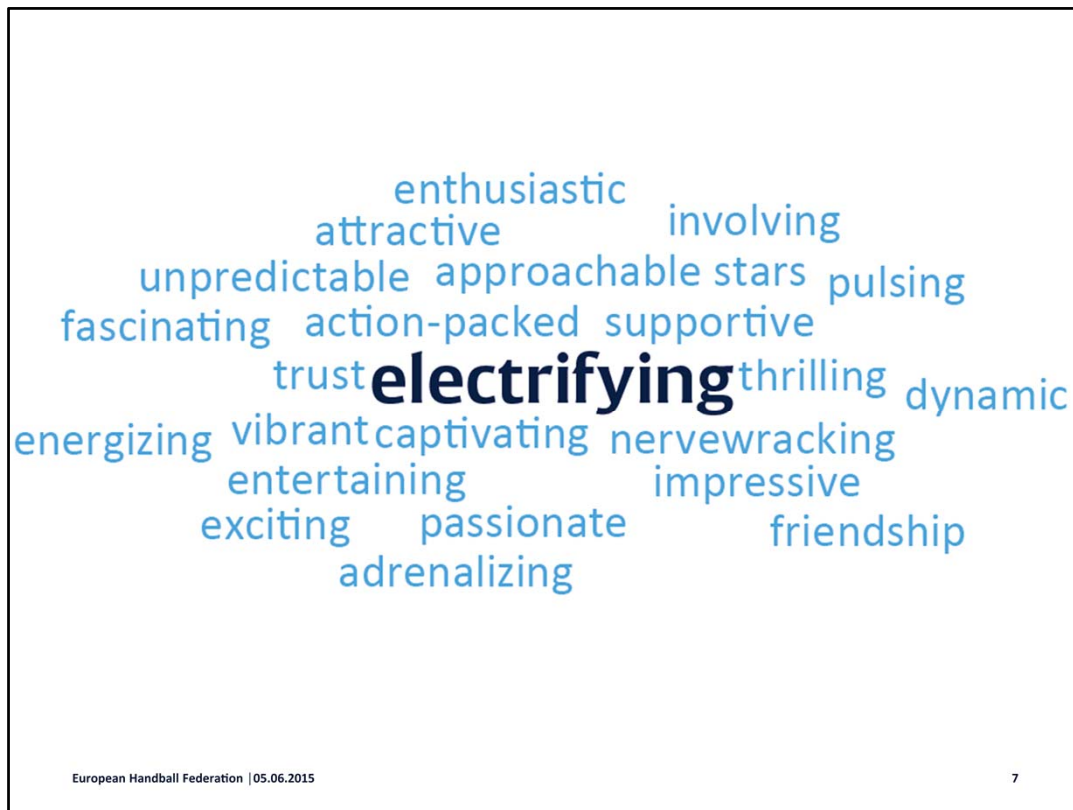 enthusiastic
involving
attractive
unpredictable approachable stars pulsing
fascinating action-packed supportive
trust electrifying thrilling dynamic
energizing vibrant captivating nervewracking
entertaining impressive
exciting passionate friendship
adrenalizing
European Handball Federation |05.06.2015 7